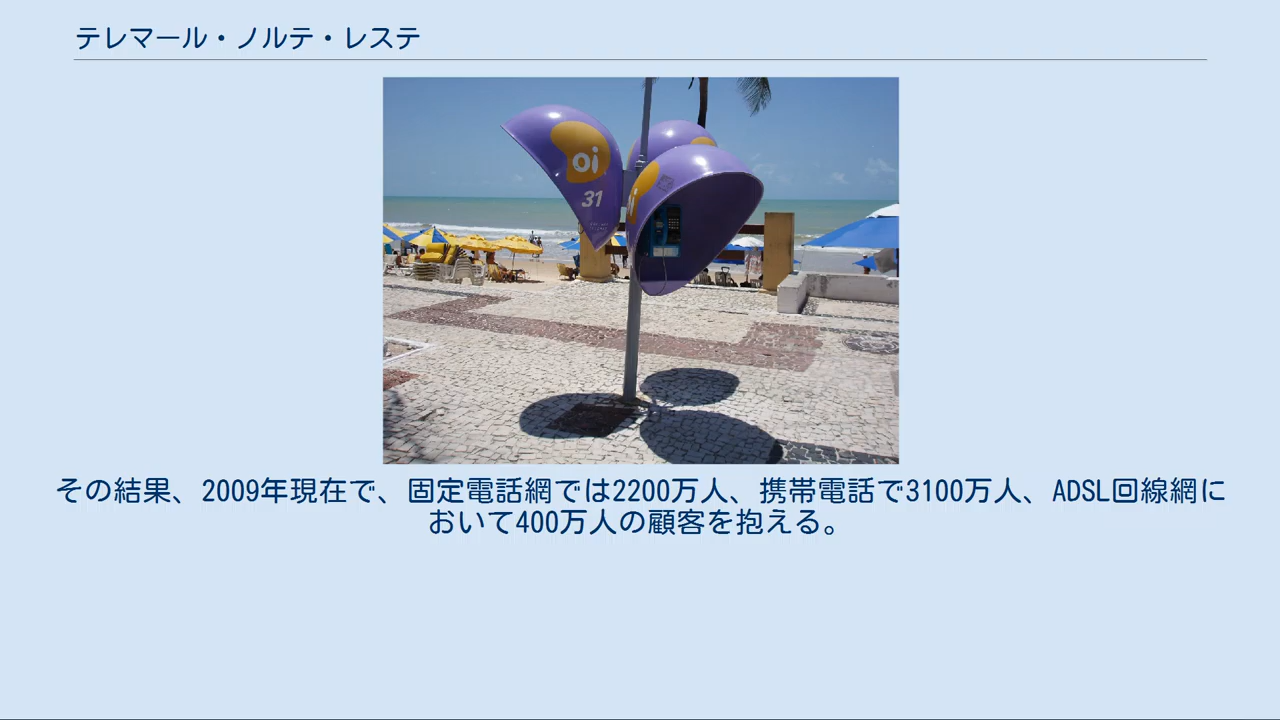 テレマール・ノルテ・レステ
oi
31
oi
その結果、2009年現在で、固定電話網では2200万人、携帯電話で3100万人、ADSL回線網に
おいて400万人の顧客を抱える。